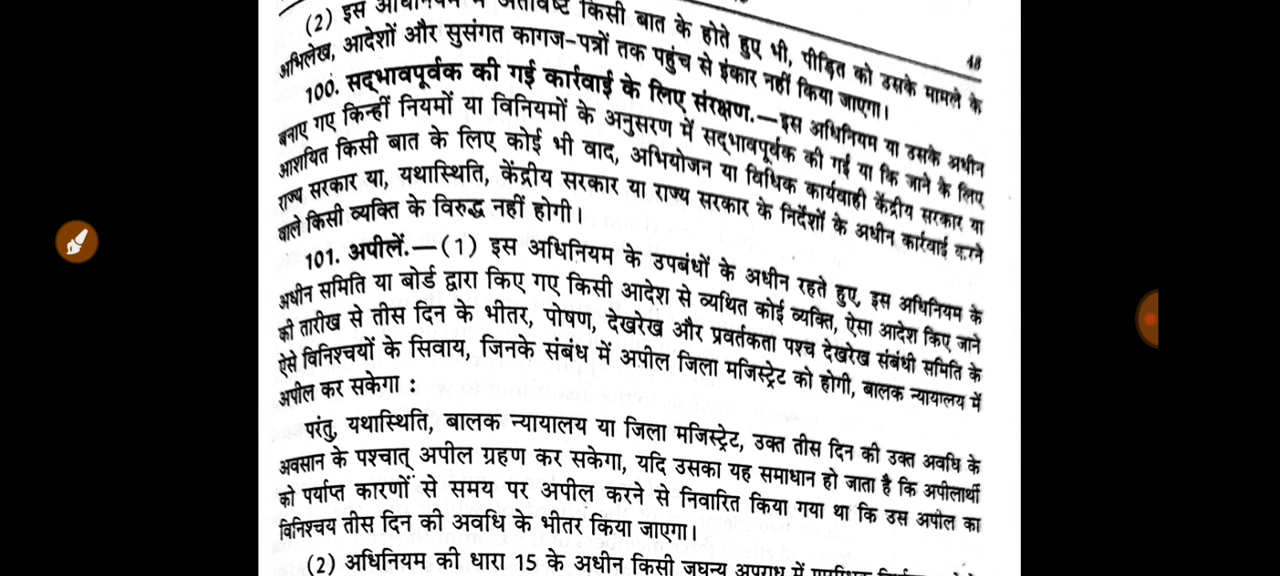 48
(2) इस अधिनियम में अंतर्विष्ट किसी बात के होते हुए भी, पीड़ित को उसके मामले के
अभिलेख, आदेशों और सुसंगत कागज-पत्रों तक पहुंच से इंकार नहीं किया जाएगा।
100. सद्‌भावपूर्वक की गई कार्रवाई के लिए संरक्षण.—इस अधिनियम या उसके अधीन
बनाए गए किन्हीं नियमों या विनियमों के अनुसरण में सद्‌भावपूर्वक की गई या कि जाने के लिए
आशयित किसी बात के लिए कोई भी वाद, अभियोजन या विधिक कार्यवाही केंद्रीय सरकार या
राज्य सरकार या, यथास्थिति, केंद्रीय सरकार या राज्य सरकार के निर्देशों के अधीन कार्रवाई करने
वाले किसी व्यक्ति के विरुद्ध नहीं होगी।
101. अपीलें.—(1) इस अधिनियम के उपबंधों के अधीन रहते हुए, इस अधिनियम के
अधीन समिति या बोर्ड द्वारा किए गए किसी आदेश से व्यथित कोई व्यक्ति, ऐसा आदेश किए जाने
की तारीख से तीस दिन के भीतर, पोषण, देखरेख और प्रवर्तकता पश्च देखरेख संबंधी समिति के
ऐसे विनिश्चयों के सिवाय, जिनके संबंध में अपील जिला मजिस्ट्रेट को होगी, बालक न्यायालय में
अपील कर सकेगा :
परंतु, यथास्थिति, बालक न्यायालय या जिला मजिस्ट्रेट, उक्त तीस दिन की उक्त अवधि के
अवसान के पश्चात् अपील ग्रहण कर सकेगा, यदि उसका यह समाधान हो जाता है कि अपीलार्थी
को पर्याप्त कारणों से समय पर अपील करने से निवारित किया गया था कि उस अपील का
विनिश्चय तीस दिन की अवधि के भीतर किया जाएगा।
(2) अधिनियम की धारा 15 के अधीन किसी जघन्य अपराध में